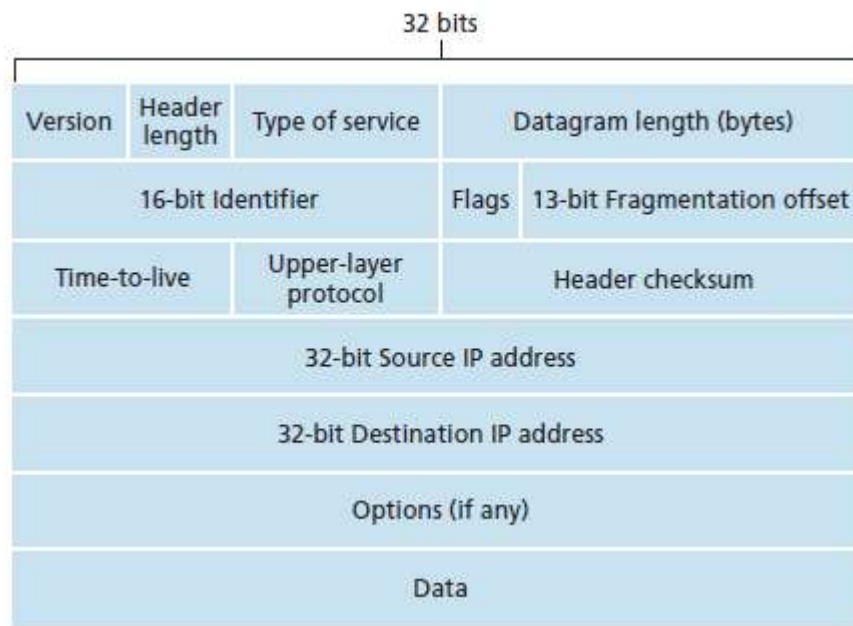 32 bits
Version
Header
length
Type of service
Datagram length (bytes)
16-bit Identifier
Flags
13-bit Fragmentation offset
Time-to-live
Upper-layer
protocol
Header checksum
32-bit Source IP address
32-bit Destination IP address
Options (if any)
Data